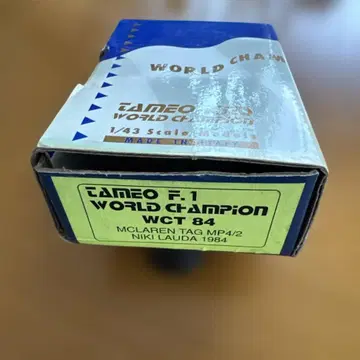 WORLD CHAM
TAMEO
WORLD CHAMPION
1/43 Scale Models
MADE IN ITALY
TAMEO F.1
WORLD CHAMPION
WCT 84
MCLAREN TAG MP4/2
NIKI LAUDA 1984